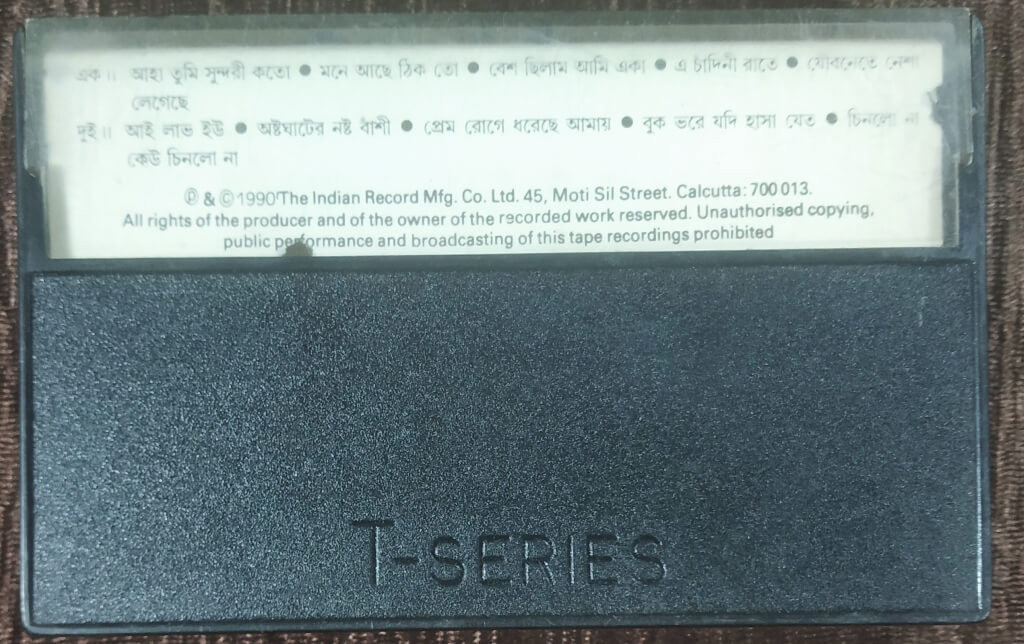 এক॥ আহা তুমি সুন্দরী কতো ● মনে আছে ঠিক তো ● বেশ ছিলাম আমি একা ● এ চাঁদিনী রাতে ● যৌবনেতে নেশা
লেগেছে
দুই॥ আই লাভ ইউ ● অষ্টঘাটের নষ্ট বাঁশী ● প্রেম রোগে ধরেছে আমায় ● বুক ভরে যদি হাসা যেত ● চিনলো না
কেউ চিনলো না
℗ & © 1990 The Indian Record Mfg. Co. Ltd. 45, Moti Sil Street. Calcutta: 700 013.
All rights of the producer and of the owner of the recorded work reserved. Unauthorised copying,
public performance and broadcasting of this tape recordings prohibited
T-SERIES